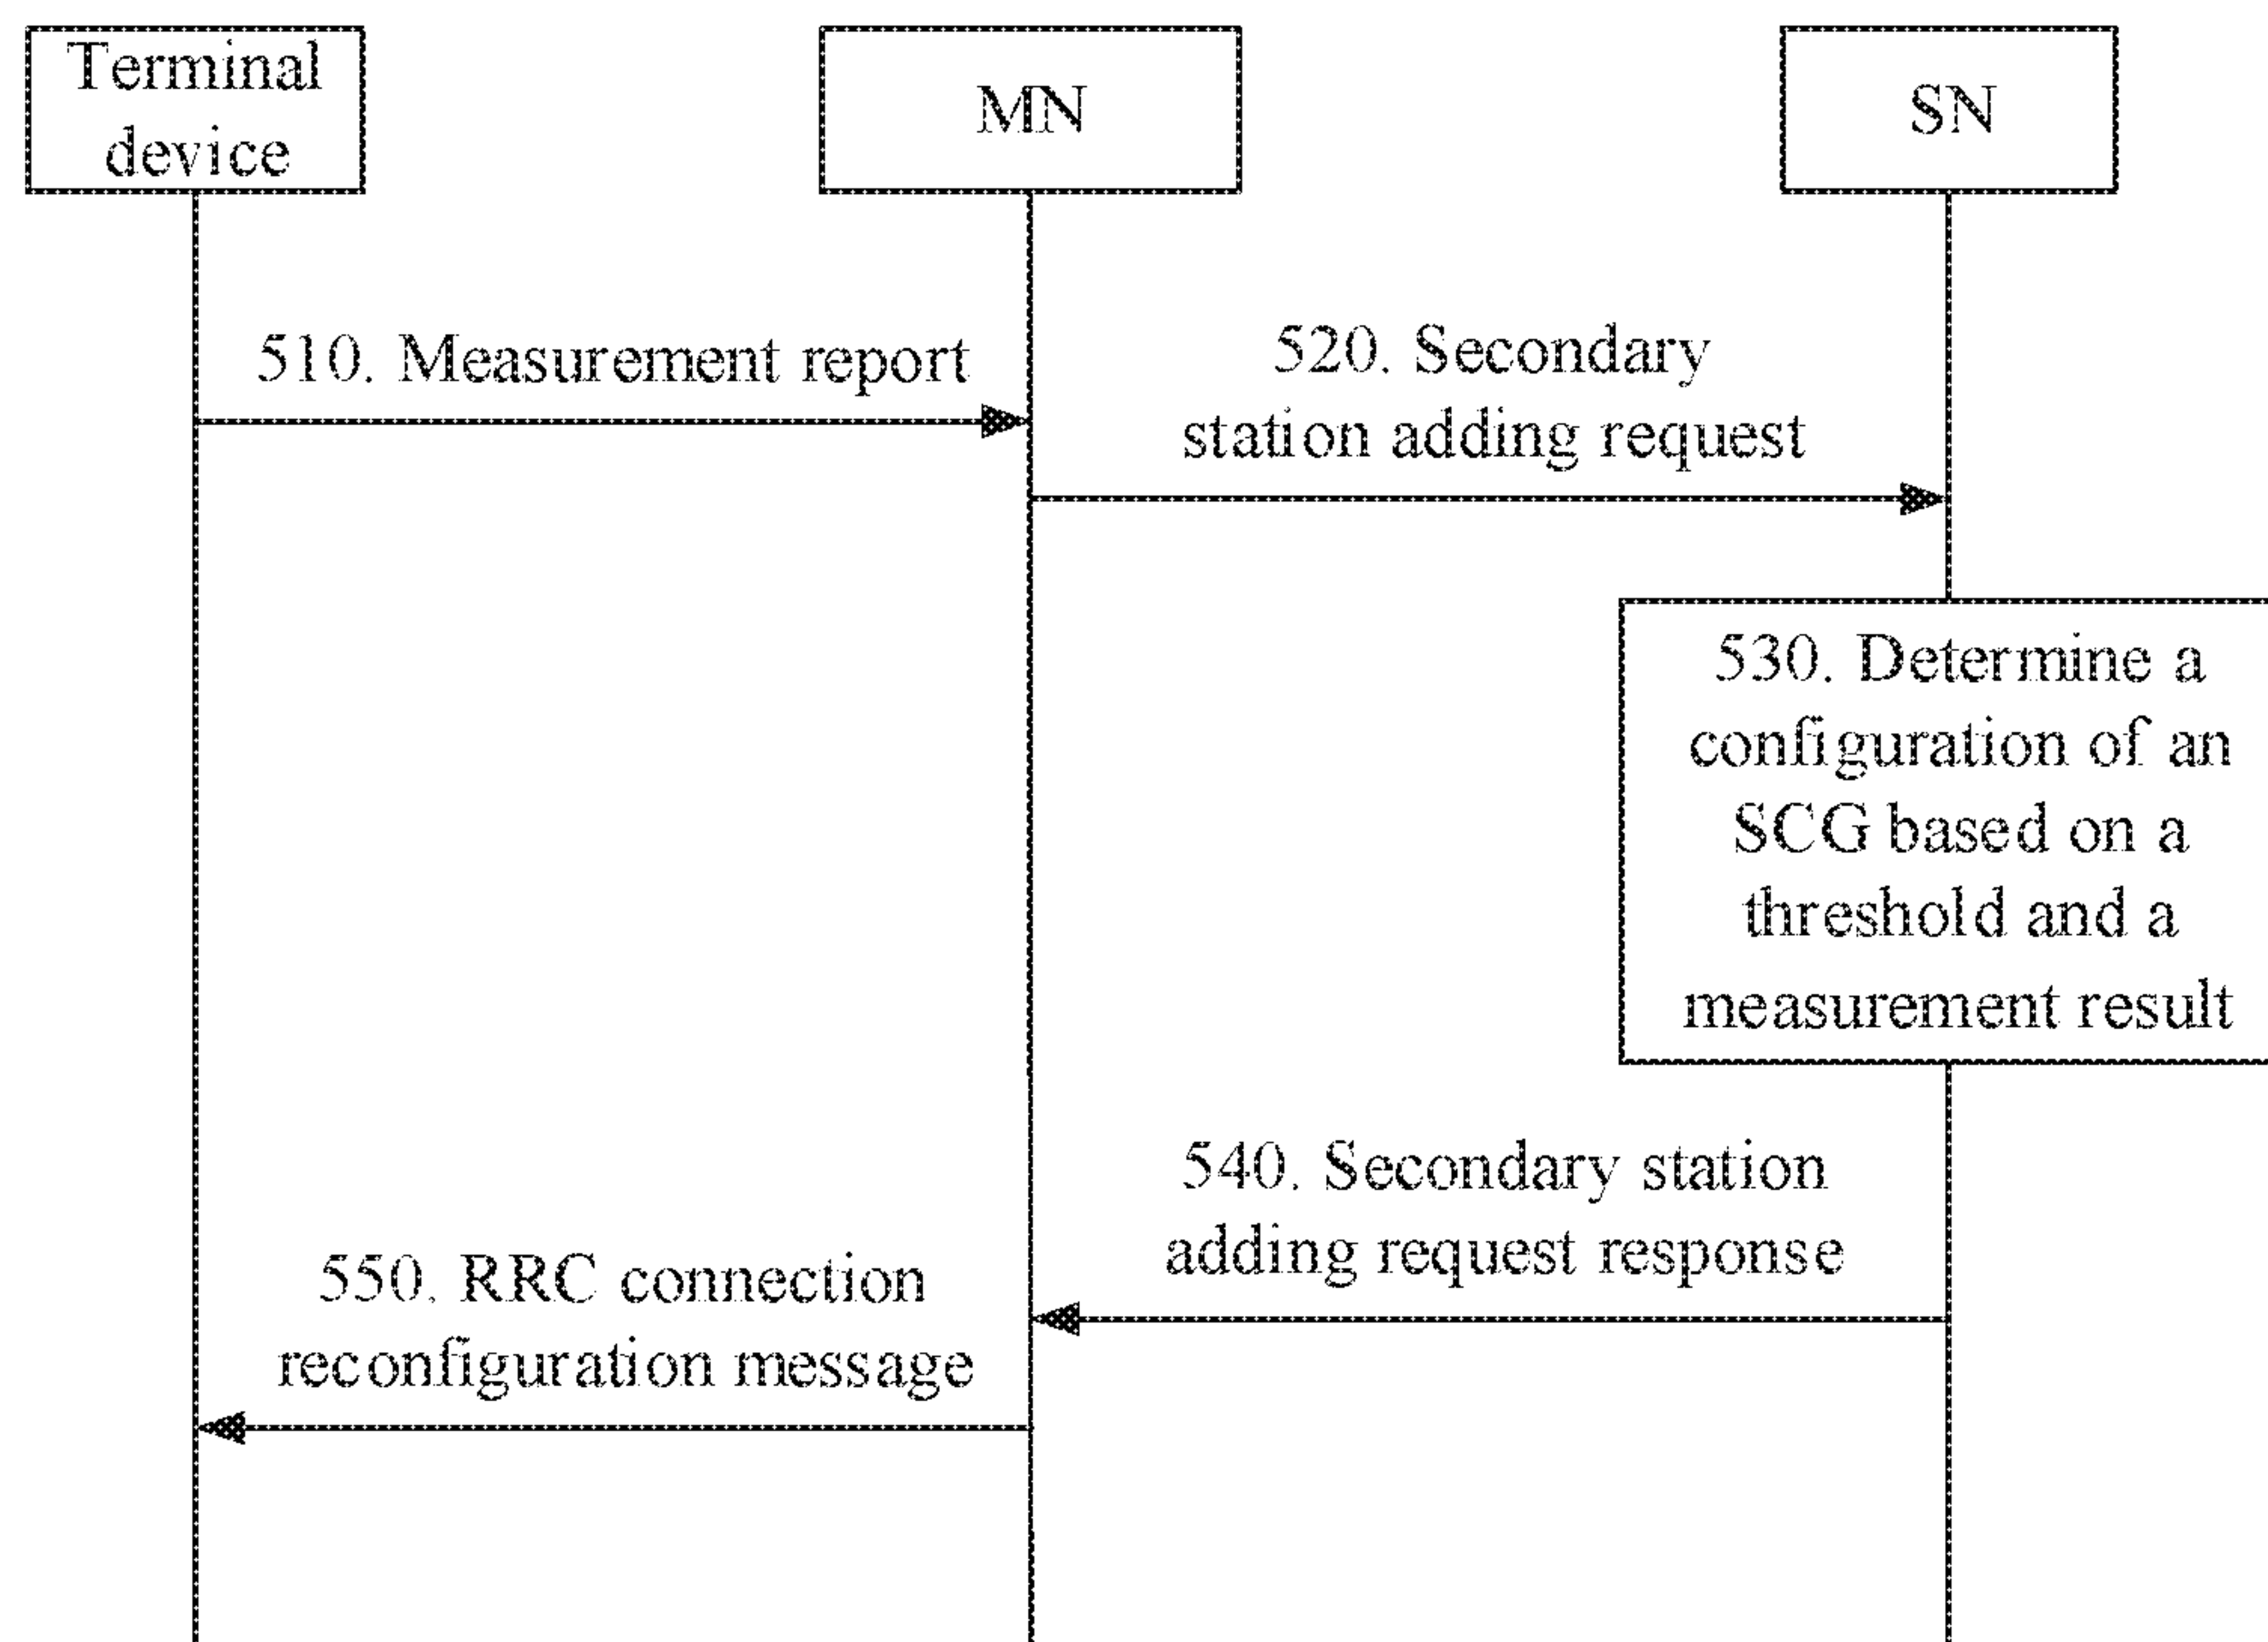 Terminal
device
MN
SN
510. Measurement report
520. Secondary
station adding request
530. Determine a
configuration of an
SCG based on a
threshold and a
measurement result
540. Secondary station
adding request response
550. RRC connection
reconfiguration message